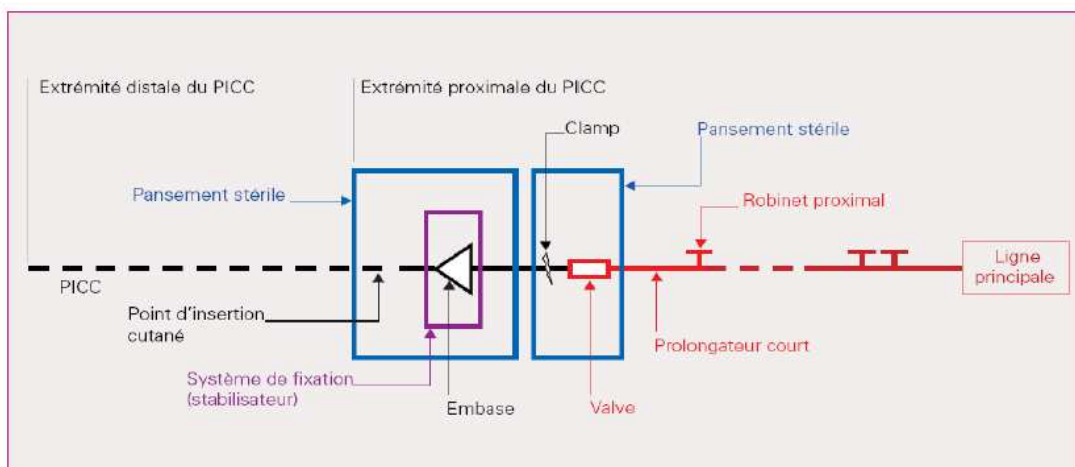 Extrémité distale du PICC
Extrémité proximale du PICC
Clamp
Pansement stérile
Pansement stérile
Robinet proximal
Ligne
principale
PICC
Point d'insertion
cutané
Prolongateur court
Système de fixation
(stabilisateur)
Embase
Valve